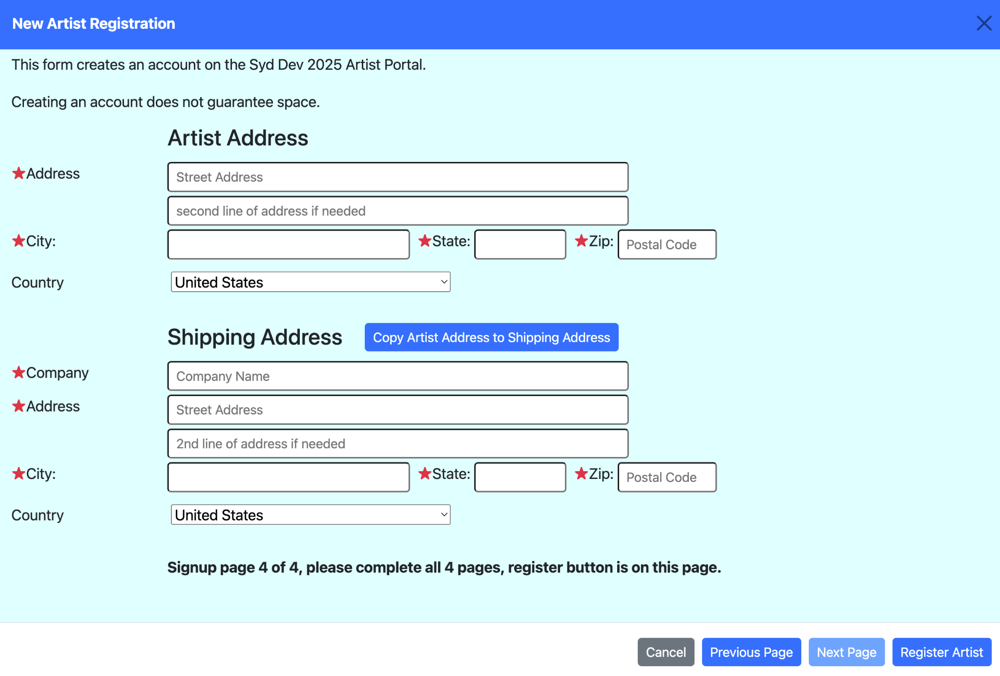 New Artist Registration
This form creates an account on the Syd Dev 2025 Artist Portal.
Creating an account does not guarantee space.
Artist Address
Address
Street Address
second line of address if needed
City: State: Zip: Postal Code
Country United States
Shipping Address Copy Artist Address to Shipping Address
Company Company Name
Address Street Address
2nd line of address if needed
City: State: Zip: Postal Code
Country United States
Signup page 4 of 4, please complete all 4 pages, register button is on this page.
Cancel Previous Page Next Page Register Artist